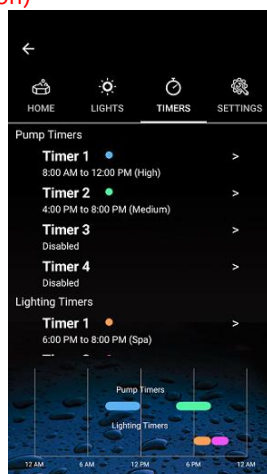 on)
HOME LIGHTS TIMERS SETTINGS
Pump Timers
Timer 1 >
8:00 AM to 12:00 PM (High)
Timer 2 >
4:00 PM to 8:00 PM (Medium)
Timer 3 >
Disabled
Timer 4 >
Disabled
Lighting Timers
Timer 1 >
6:00 PM to 8:00 PM (Spa)
Pump Timers
Lighting Timers
12 AM 6 AM 12 PM 6 PM 12 AM